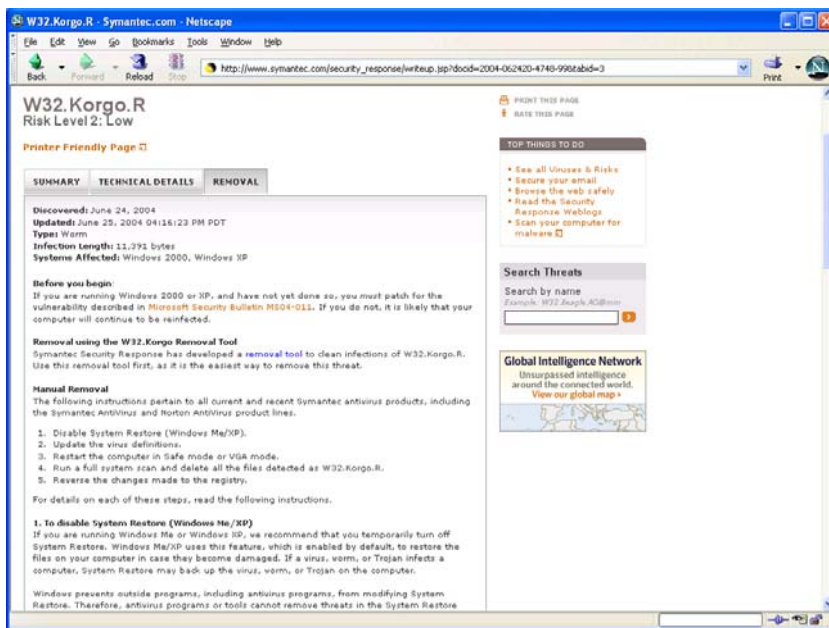 W32.Korgo.R - Symantec.com - Netscape
File Edit View Go Bookmarks Tools Window Help
Back Forward Reload Stop
http://www.symantec.com/security_response/writeup.jsp?docid=2004-062420-4748-99&tabid=3
Print
W32.Korgo.R
Risk Level 2: Low
Printer Friendly Page
SUMMARY TECHNICAL DETAILS REMOVAL
Discovered: June 24, 2004
Updated: June 25, 2004 04:16:23 PM PDT
Type: Worm
Infection Length: 11,391 bytes
Systems Affected: Windows 2000, Windows XP
Before you begin:
If you are running Windows 2000 or XP, and have not yet done so, you must patch for the
vulnerability described in Microsoft Security Bulletin MS04-011. If you do not, it is likely that your
computer will continue to be reinfected.
Removal using the W32.Korgo Removal Tool
Symantec Security Response has developed a removal tool to clean infections of W32.Korgo.R.
Use this removal tool first, as it is the easiest way to remove this threat.
Manual Removal
The following instructions pertain to all current and recent Symantec antivirus products, including
the Symantec AntiVirus and Norton AntiVirus product lines.
1. Disable System Restore (Windows Me/XP).
2. Update the virus definitions.
3. Restart the computer in Safe mode or VGA mode.
4. Run a full system scan and delete all the files detected as W32.Korgo.R.
5. Reverse the changes made to the registry.
For details on each of these steps, read the following instructions.
1. To disable System Restore (Windows Me/XP)
If you are running Windows Me or Windows XP, we recommend that you temporarily turn off
System Restore. Windows Me/XP uses this feature, which is enabled by default, to restore the
files on your computer in case they become damaged. If a virus, worm, or Trojan infects a
computer, System Restore may back up the virus, worm, or Trojan on the computer.
Windows prevents outside programs, including antivirus programs, from modifying System
Restore. Therefore, antivirus programs or tools cannot remove threats in the System Restore
PRINT THIS PAGE
RATE THIS PAGE
TOP THINGS TO DO
• See all Viruses & Risks
• Secure your email
• Browse the web safely
• Read the Security
Response Weblogs
• Scan your computer for
malware
Search Threats
Search by name
Example: W32.Beagle.AG@mm
Global Intelligence Network
Unsurpassed intelligence
around the connected world.
View our global map